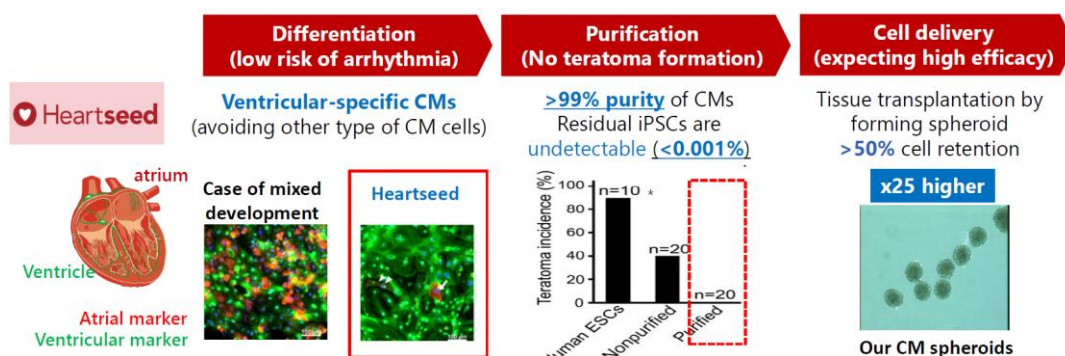 Differentiation
(low risk of arrhythmia)
Purification
(No teratoma formation)
Cell delivery
(expecting high efficacy)
Heartseed
Ventricular-specific CMs
(avoiding other type of CM cells)
>99% purity of CMs
Residual iPSCs are
undetectable (<0.001%)
Tissue transplantation by
forming spheroid
>50% cell retention
atrium
Ventricle
Atrial marker
Ventricular marker
Case of mixed
development
Heartseed
Teratoma incidence (%)
100
80
60
40
20
0
n=10 *
n=20
n=20
Human ESCs
Nonpurified
Purified
x25 higher
Our CM spheroids